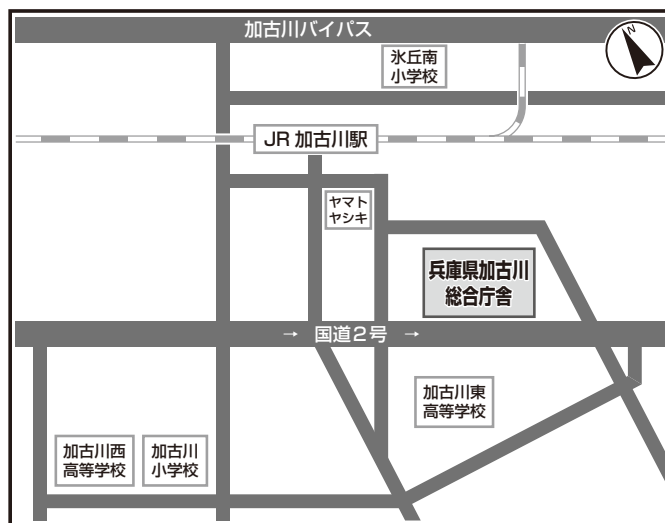 加古川バイパス
N
氷丘南
小学校
JR 加古川駅
ヤマト
ヤシキ
兵庫県加古川
総合庁舎
→ 国道2号 →
加古川東
高等学校
加古川西
高等学校
加古川
小学校